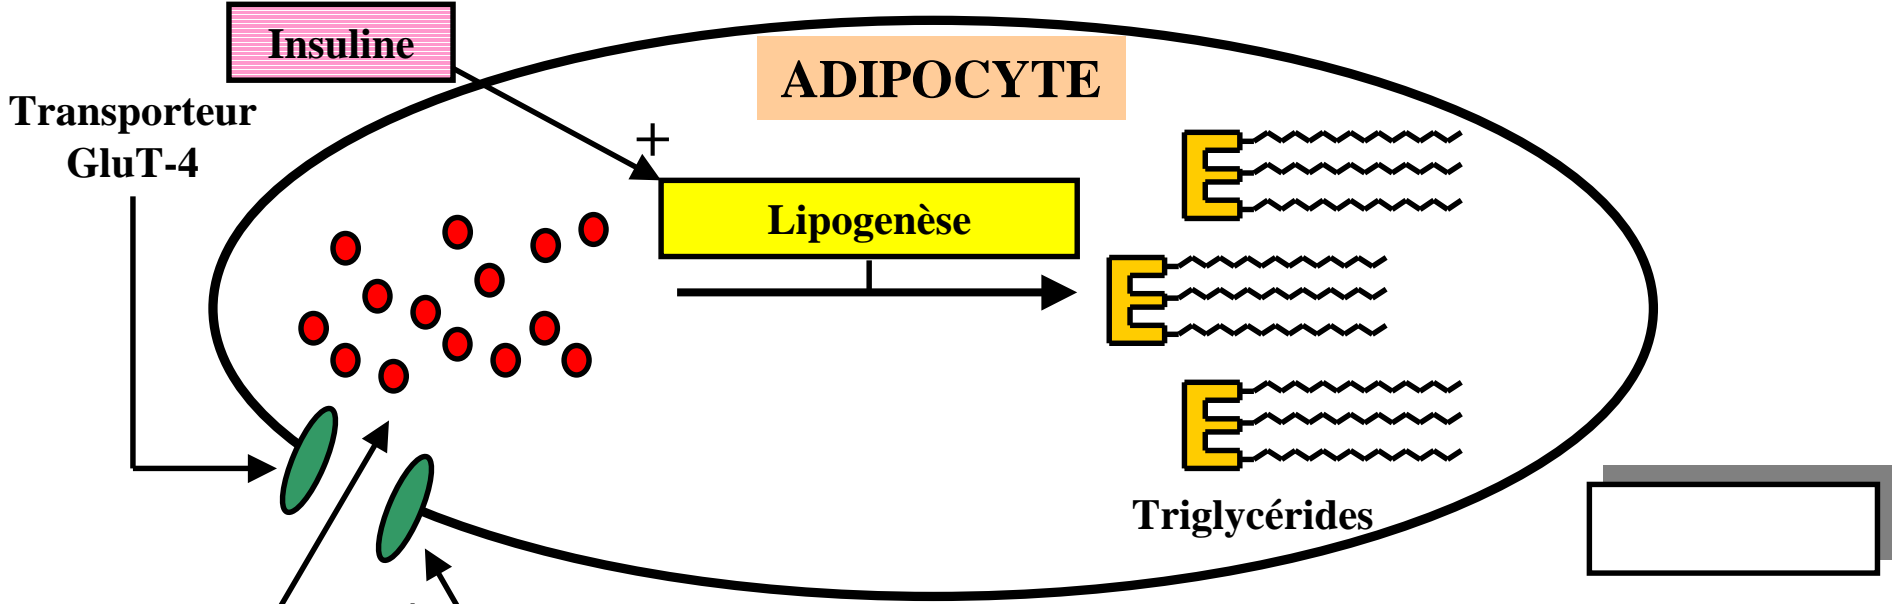 Insuline
ADIPOCYTE
Transporteur
GluT-4
+
Lipogenèse
Triglycérides